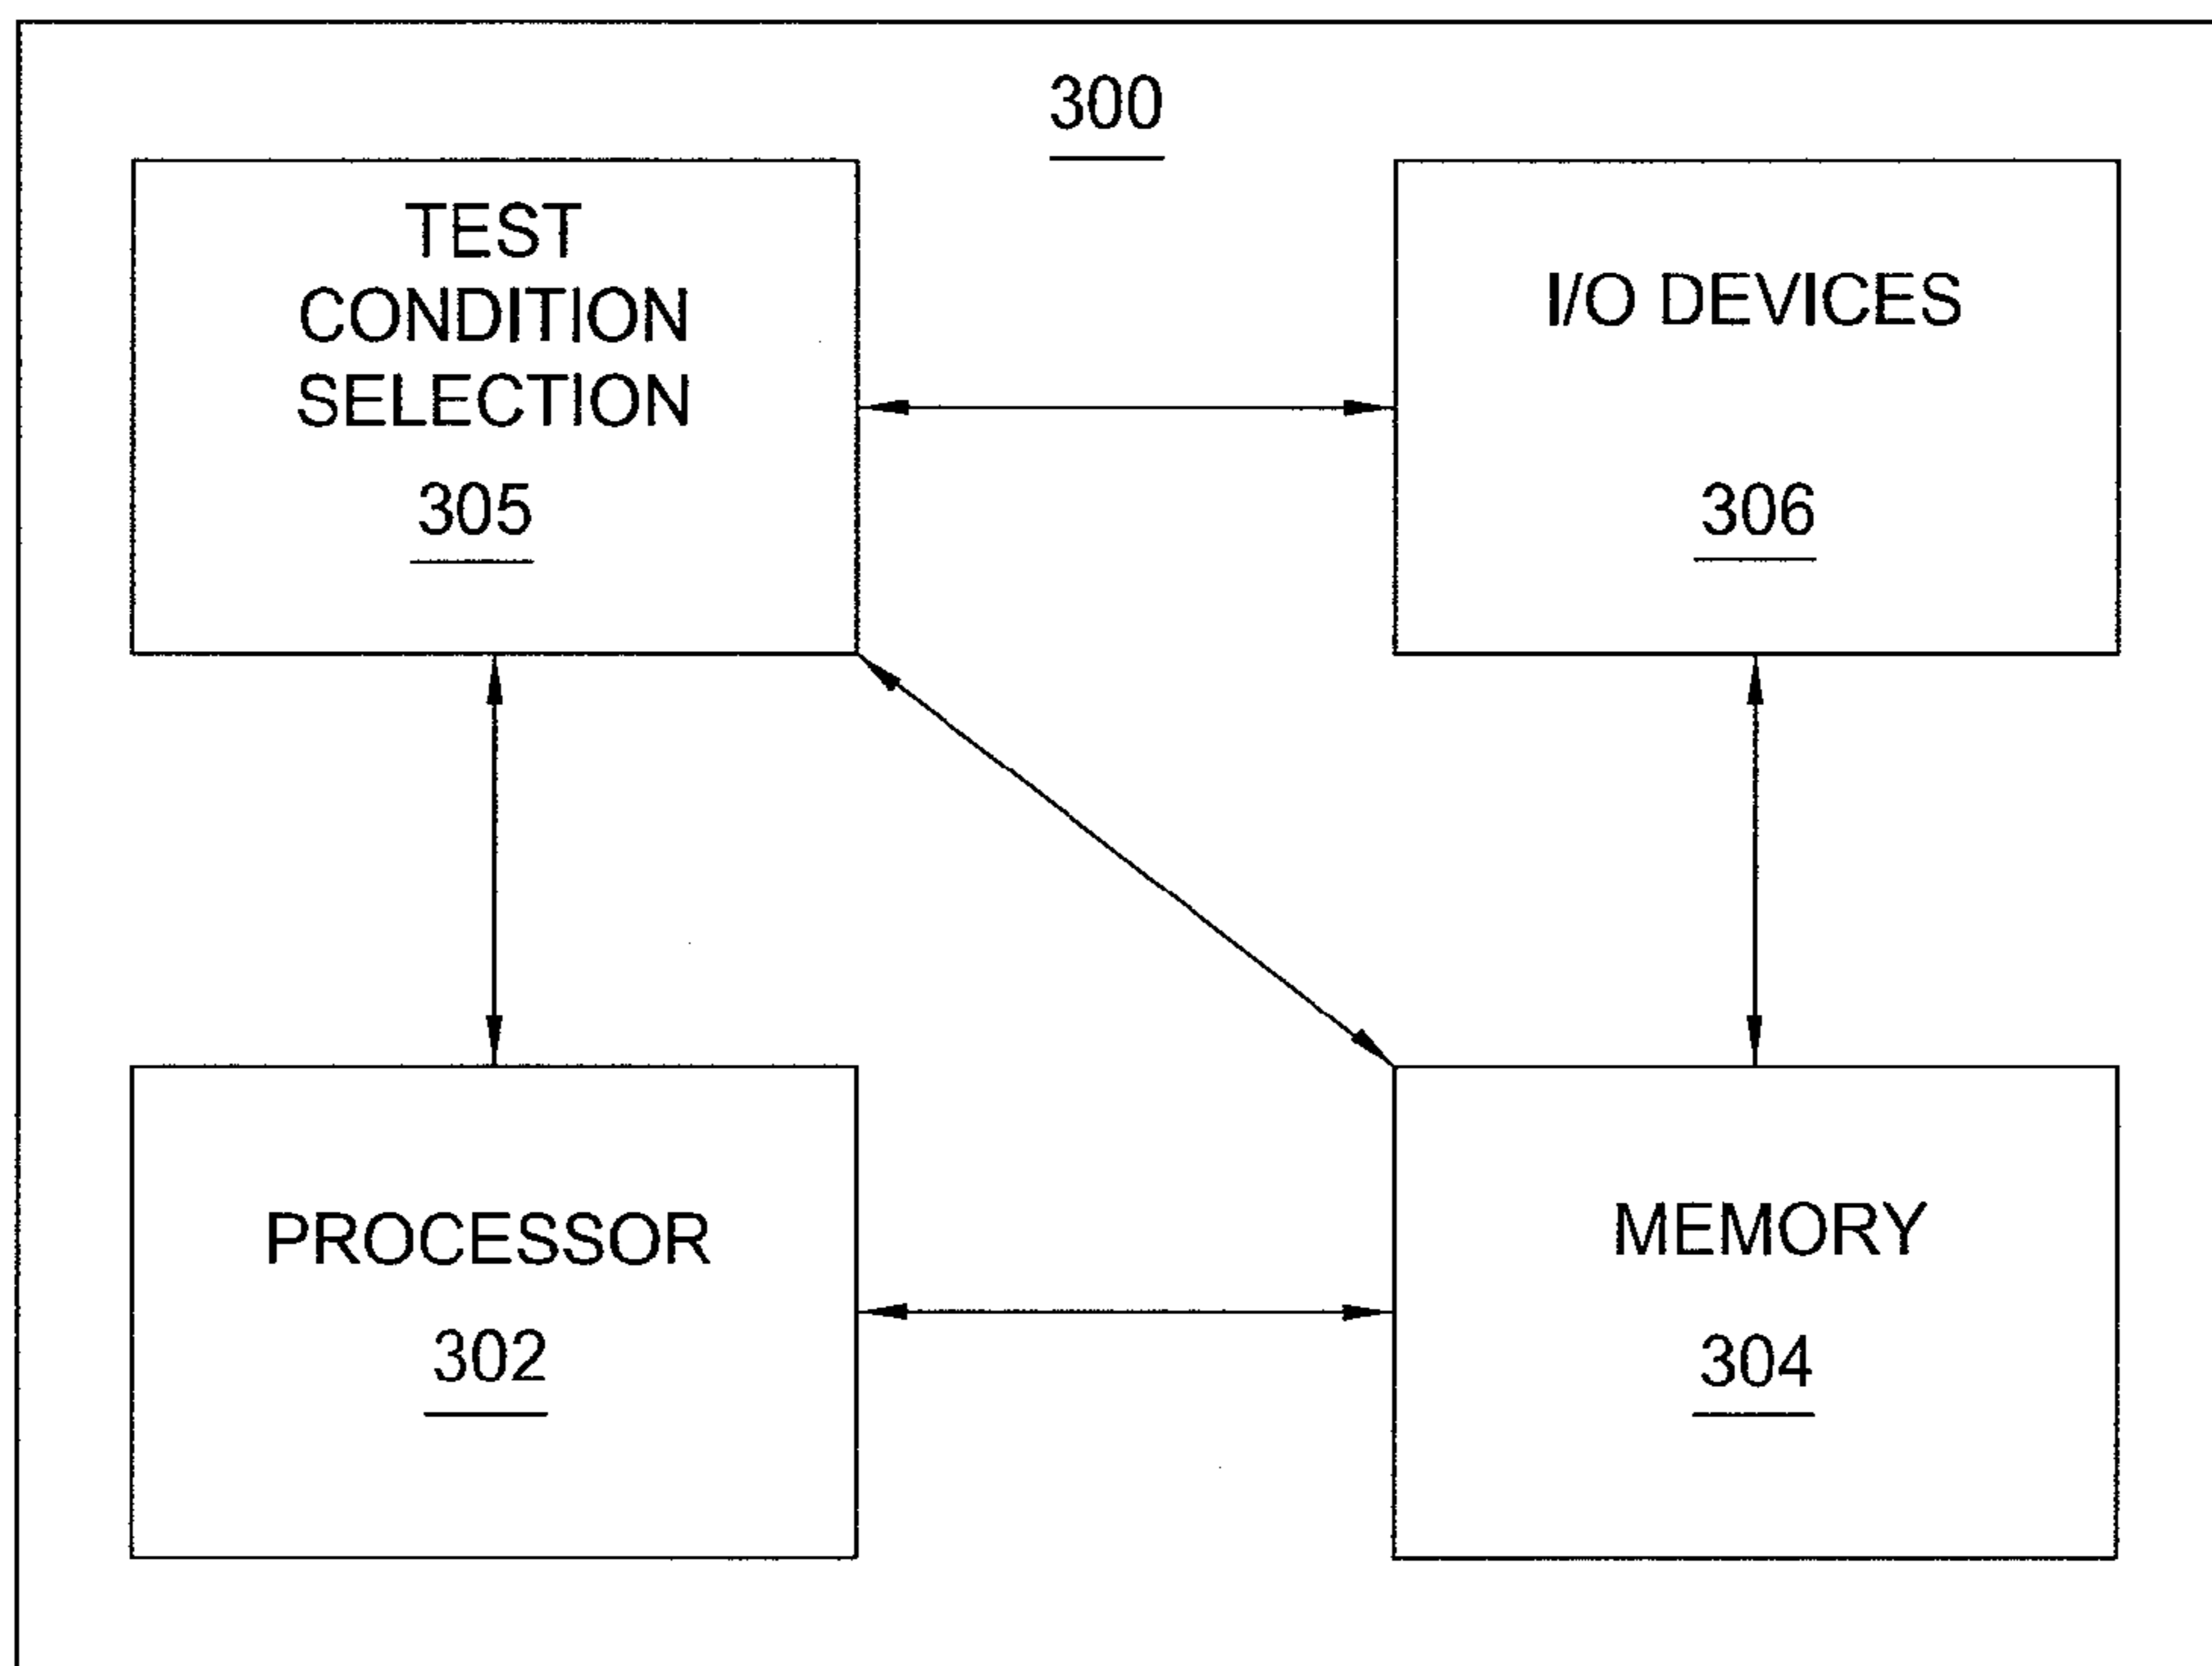 300
TEST
CONDITION
SELECTION
305
I/O DEVICES
306
PROCESSOR
302
MEMORY
304